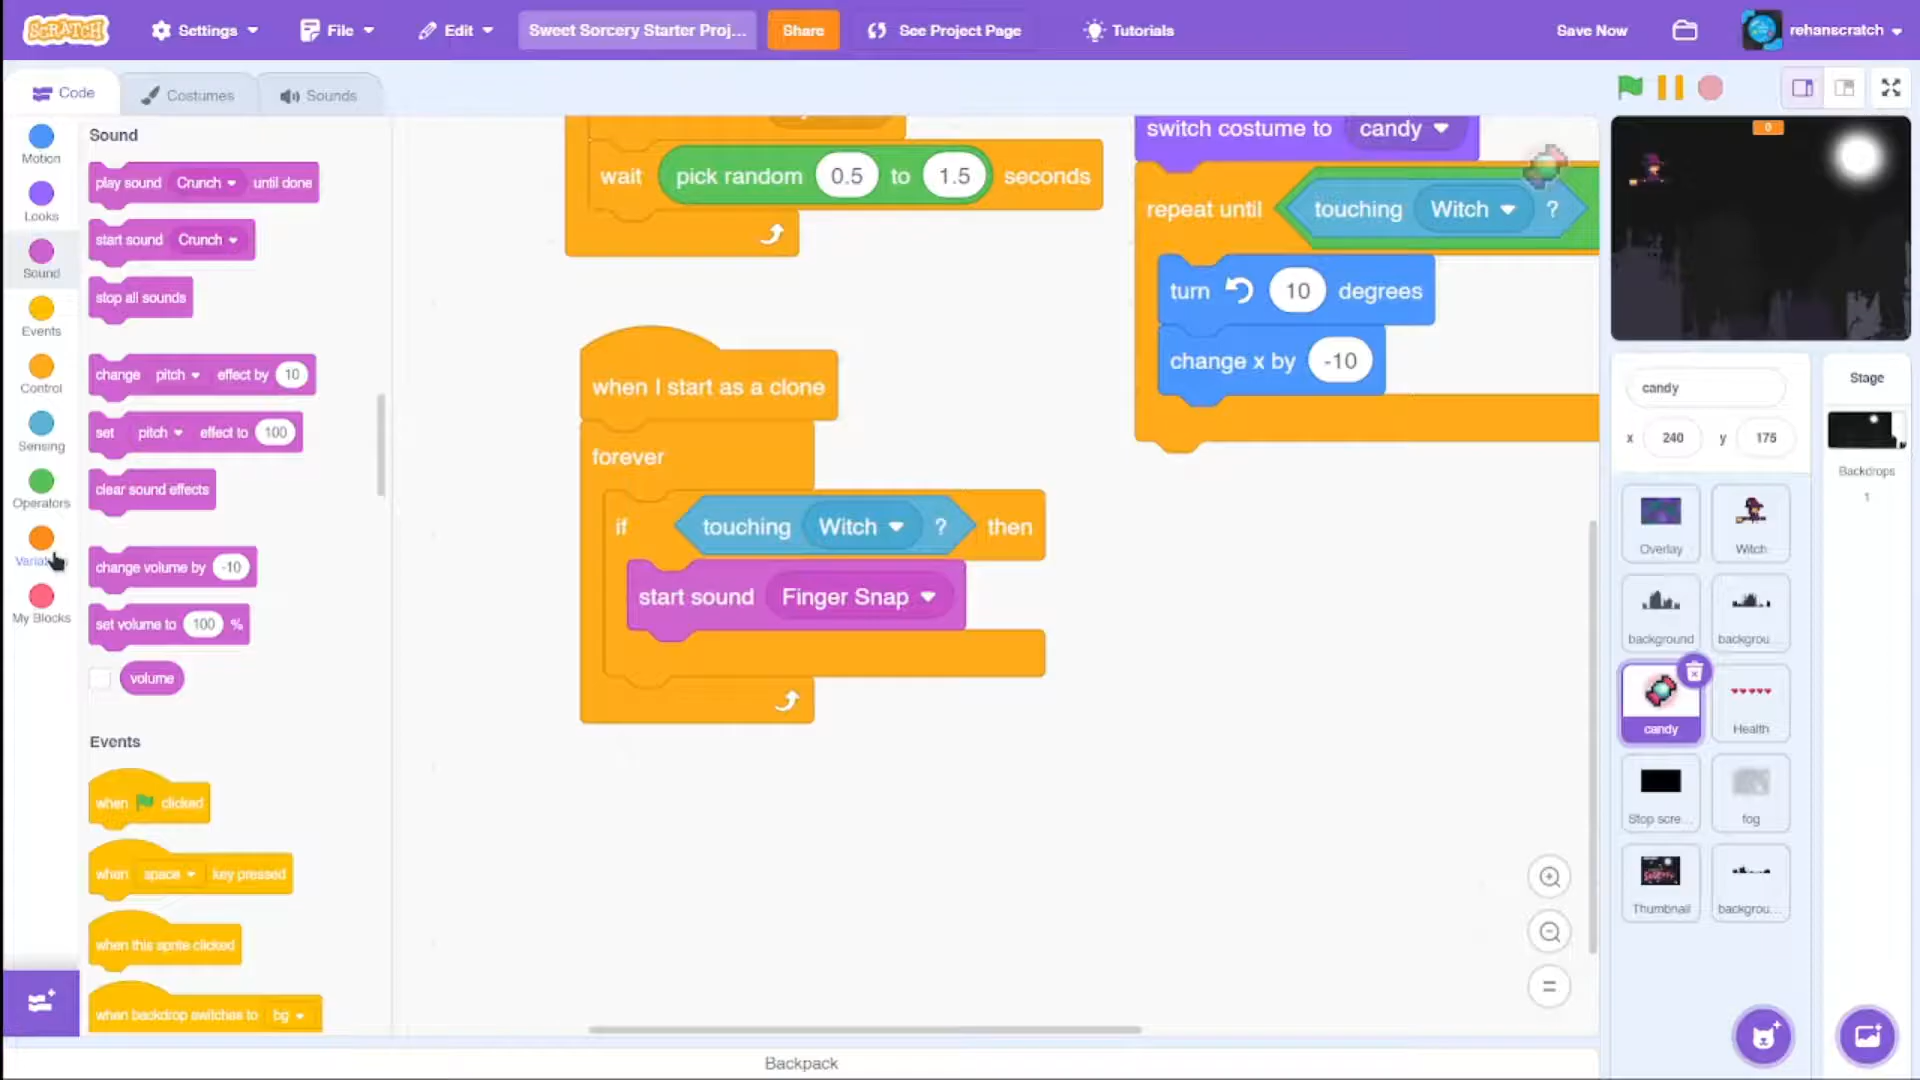 SCRATCH
Settings
File
Edit
Sweet Sorcery Starter Proj...
Share
See Project Page
Tutorials
Save Now
rehanscratch
Code
Costumes
Sounds
Motion
Looks
Sound
Events
Control
Sensing
Operators
My Blocks
Sound
play sound Crunch until done
start sound Crunch
stop all sounds
change pitch effect by 10
set pitch effect to 100
clear sound effects
change volume by -10
set volume to 100 %
volume
Events
when clicked
when space key pressed
when this sprite clicked
when backdrop switches to bg
wait pick random 0.5 to 1.5 seconds
when I start as a clone
forever
if touching Witch ? then
start sound Finger Snap
switch costume to candy
repeat until touching Witch ?
turn 10 degrees
change x by -10
0
candy
x 240 y 175
Stage
Backdrops
1
Overlay
Witch
background
backgrou...
candy
Health
Stop scre...
fog
Thumbnail
backgrou...
Backpack